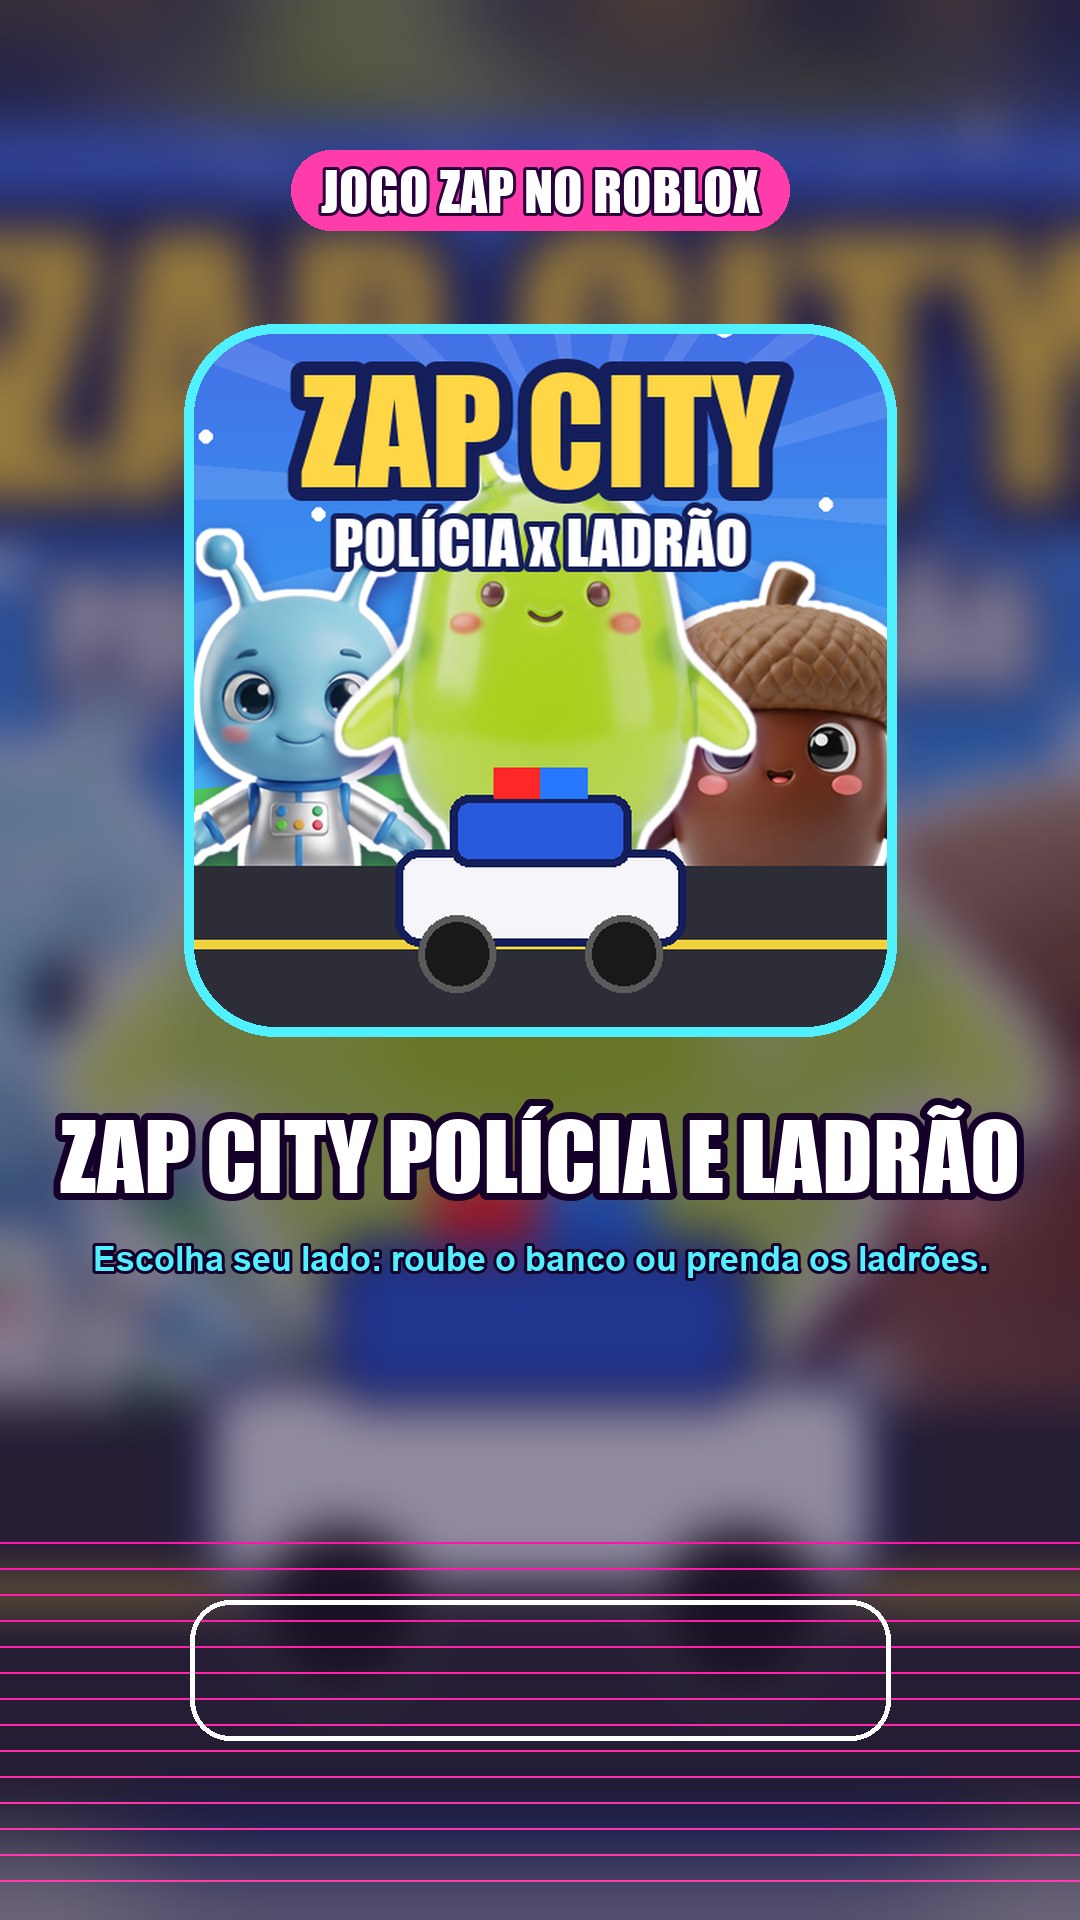 JOGO ZAP NO ROBLOX
ZAP CITY
POLÍCIA x LADRÃO
ZAP CITY POLÍCIA E LADRÃO
Escolha seu lado: roube o banco ou prenda os ladrões.